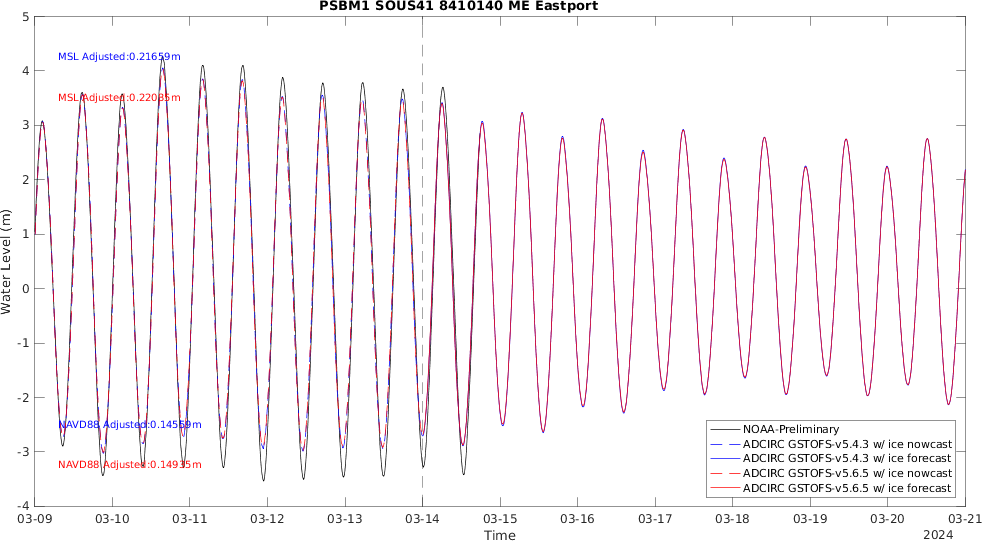 PSBM1 SOUS41 8410140 ME Eastport
5
4
3
2
1
0
-1
-2
-3
-4
Water Level (m)
MSL Adjusted:0.21659m
MSL Adjusted:0.22085m
NAVD88 Adjusted:0.14559m
NAVD88 Adjusted:0.14935m
NOAA-Preliminary
ADCIRC GSTOFS-v5.4.3 w/ ice nowcast
ADCIRC GSTOFS-v5.4.3 w/ ice forecast
ADCIRC GSTOFS-v5.6.5 w/ ice nowcast
ADCIRC GSTOFS-v5.6.5 w/ ice forecast
03-09 03-10 03-11 03-12 03-13 03-14 03-15 03-16 03-17 03-18 03-19 03-20 03-21
Time
2024